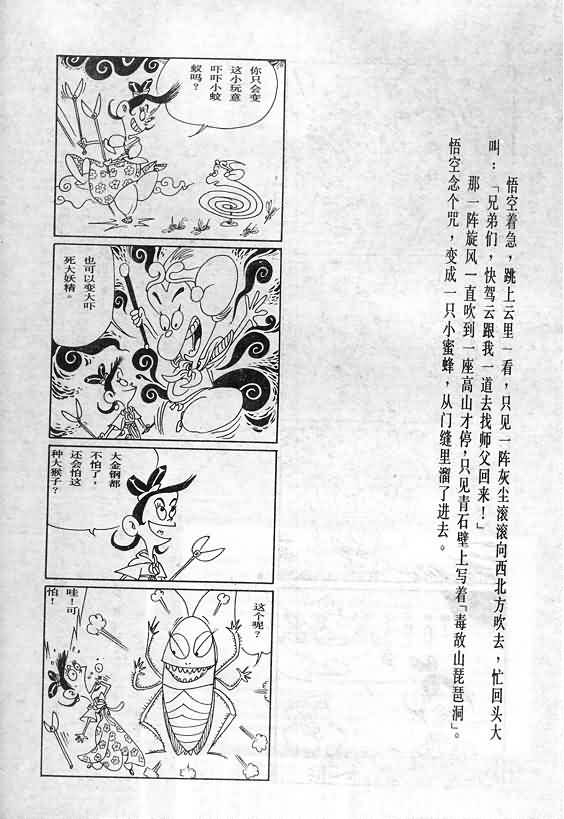 悟空着急，跳上云里一看，只见一阵灰尘滚滚向西北方吹去，忙回头大
叫：「兄弟们，快驾云跟我一道去找师父回来！」
那一阵旋风一直吹到一座高山才停，只见青石壁上写着「毒敌山琵琶洞」。
悟空念个咒，变成一只小蜜蜂，从门缝里溜了进去。
你只会变
这小玩意
吓吓小蚊
蚁吗？
也可以变大吓
死大妖精。
大金钢都
不怕了，
还会怕这
种大猴子？
这个呢？
哇！可
怕！